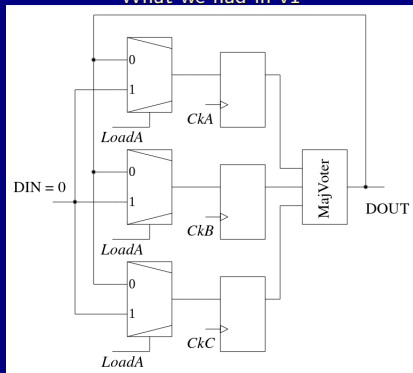 What we had in V1
0
1
LoadA
CkA
0
1
LoadA
CkB
DIN = 0
MajVoter
DOUT
0
1
LoadA
CkC